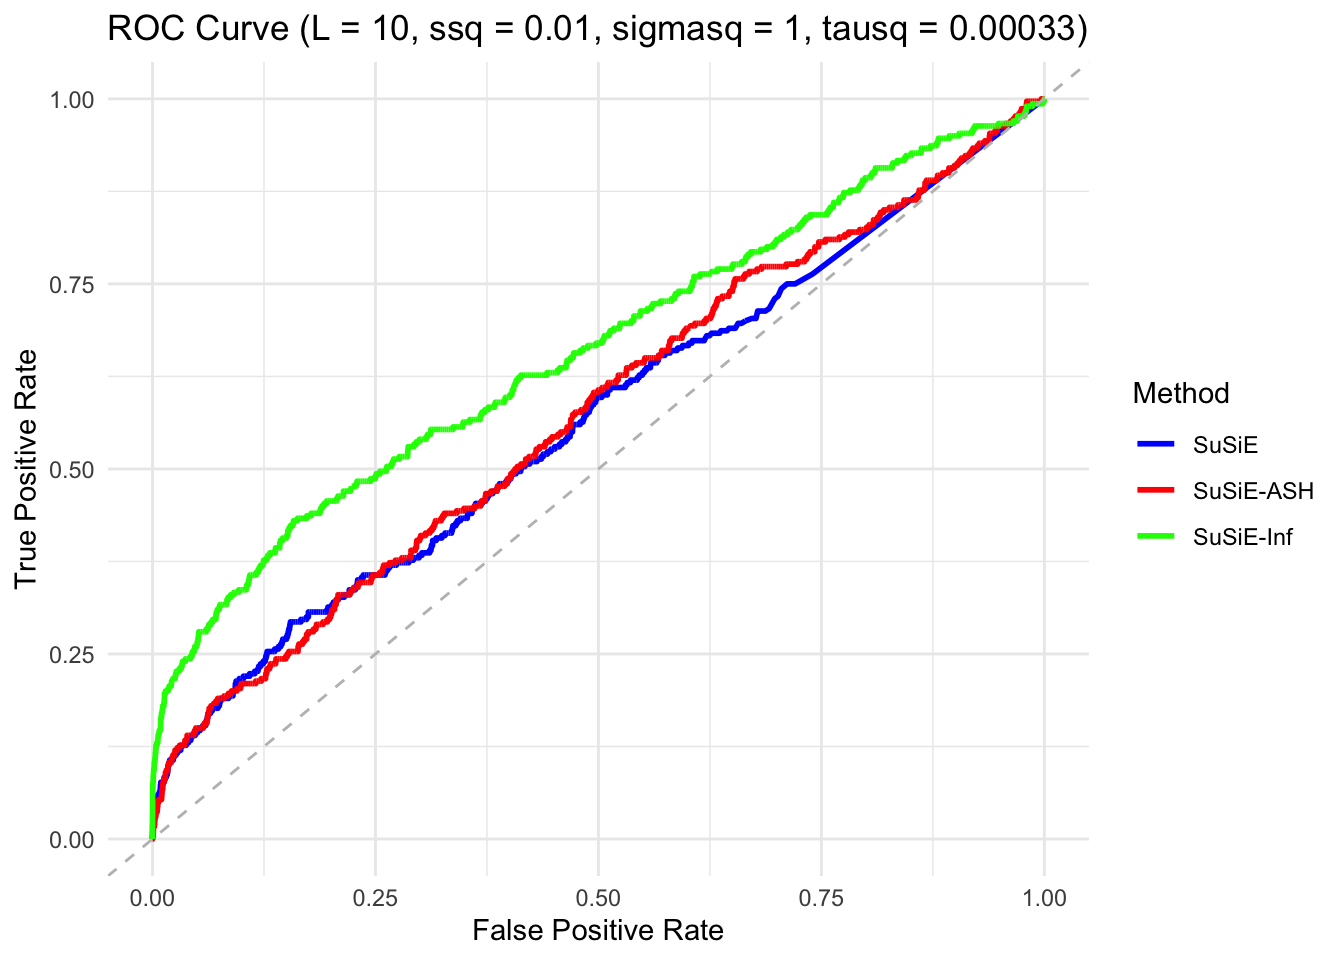 ROC Curve (L = 10, ssq = 0.01, sigmasq = 1, tausq = 0.00033)
True Positive Rate
1.00
0.75
0.50
0.25
0.00
0.00 0.25 0.50 0.75 1.00
False Positive Rate
Method
SuSiE
SuSiE-ASH
SuSiE-Inf